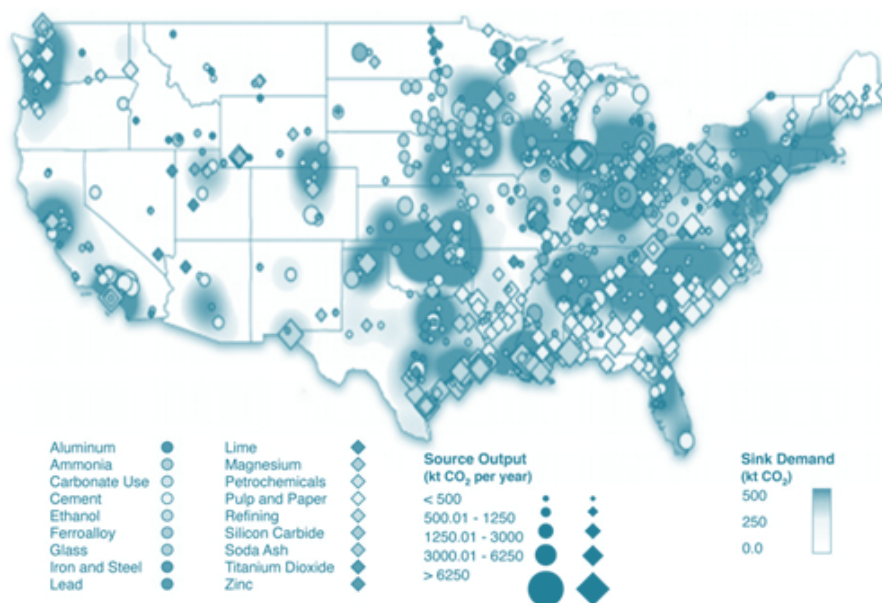 Aluminum
Ammonia
Carbonate Use
Cement
Ethanol
Ferroalloy
Glass
Iron and Steel
Lead
Lime
Magnesium
Petrochemicals
Pulp and Paper
Refining
Silicon Carbide
Soda Ash
Titanium Dioxide
Zinc
Source Output
(kt CO₂ per year)
< 500
500.01 - 1250
1250.01 - 3000
3000.01 - 6250
> 6250
Sink Demand
(kt CO₂)
500
250
0.0